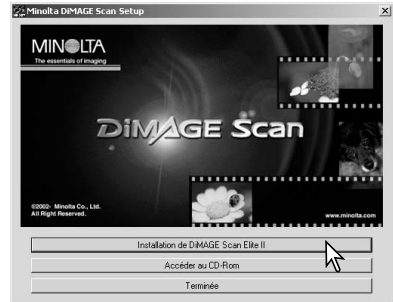 Minolta DiMAGE Scan Setup
MINOLTA
The essentials of imaging
DiMAGE Scan
©2002- Minolta Co., Ltd.
All Right Reserved.
www.minolta.com
Installation de DiMAGE Scan Elite II
Accéder au CD-Rom
Terminée